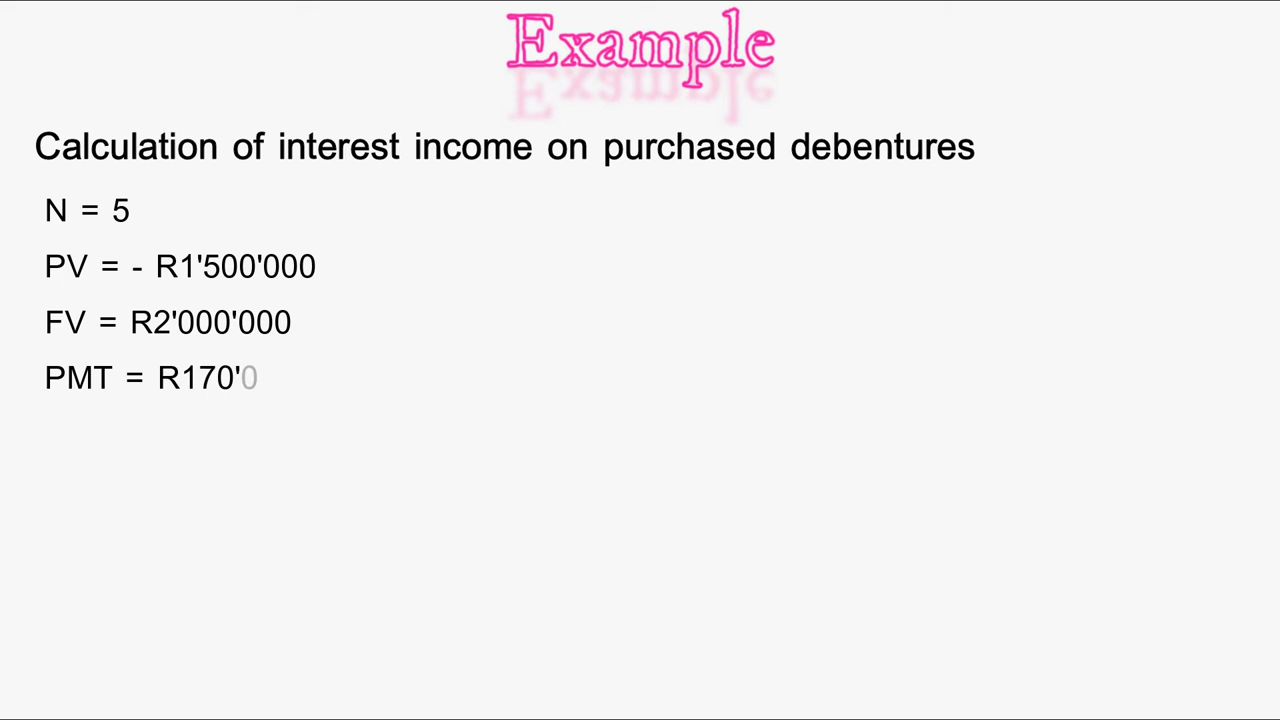 Example
Calculation of interest income on purchased debentures
N = 5
PV = - R1'500'000
FV = R2'000'000
PMT = R170'0